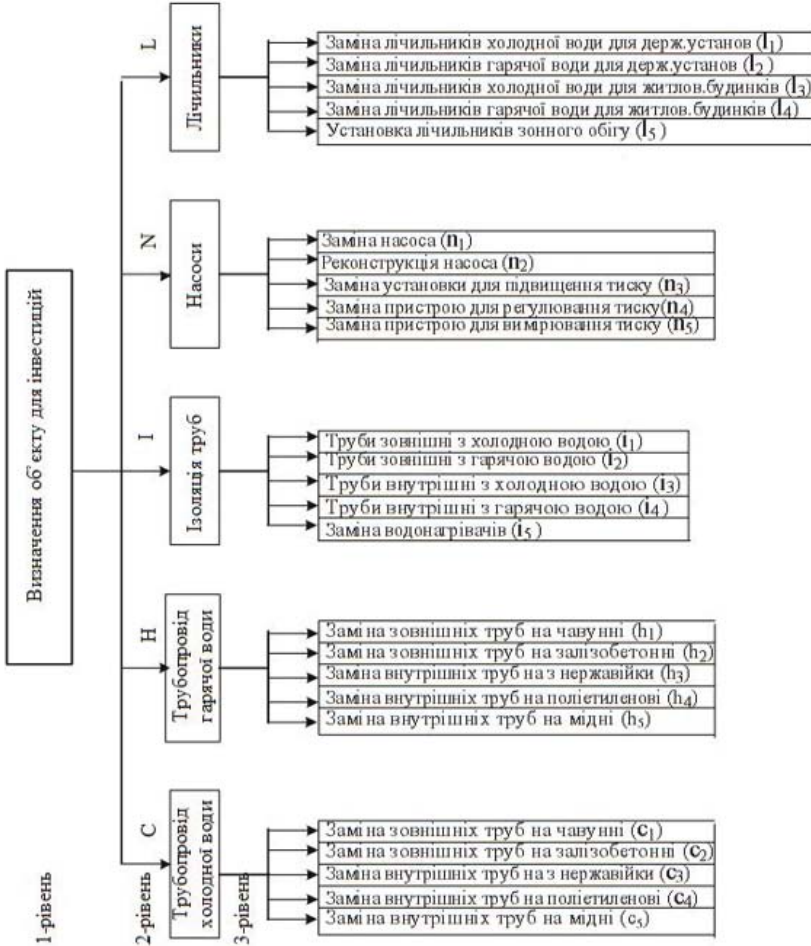 1-рівень
Визначення об'єкту для інвестицій
2-рівень
C
H
I
N
L
Трубопровід
холодної води
Трубопровід
гарячої води
Ізоляція труб
Насоси
Лічильники
3-рівень
Заміна лічильників холодної води для держ.установ (l1)
Заміна лічильників гарячої води для держ.установ (l2)
Заміна лічильників холодної води для житлов.будинків (l3)
Заміна лічильників гарячої води для житлов.будинків (l4)
Установка лічильників зонного обігу (l5)
Заміна насоса (n1)
Реконструкція насоса (n2)
Заміна установки для підвищення тиску (n3)
Заміна пристрою для регулювання тиску(n4)
Заміна пристрою для вимірювання тиску (n5)
Труби зовнішні з холодною водою (i1)
Труби зовнішні з гарячою водою (i2)
Труби внутрішні з холодною водою (i3)
Труби внутрішні з гарячою водою (i4)
Заміна водонагрівачів (i5)
Заміна зовнішніх труб на чавунні (h1)
Заміна зовнішніх труб на залізобетонні (h2)
Заміна внутрішніх труб на з нержавійки (h3)
Заміна внутрішніх труб на поліетиленові (h4)
Заміна внутрішніх труб на мідні (h5)
Заміна зовнішніх труб на чавунні (c1)
Заміна зовнішніх труб на залізобетонні (c2)
Заміна внутрішніх труб на з нержавійки (c3)
Заміна внутрішніх труб на поліетиленові (c4)
Заміна внутрішніх труб на мідні (c5)